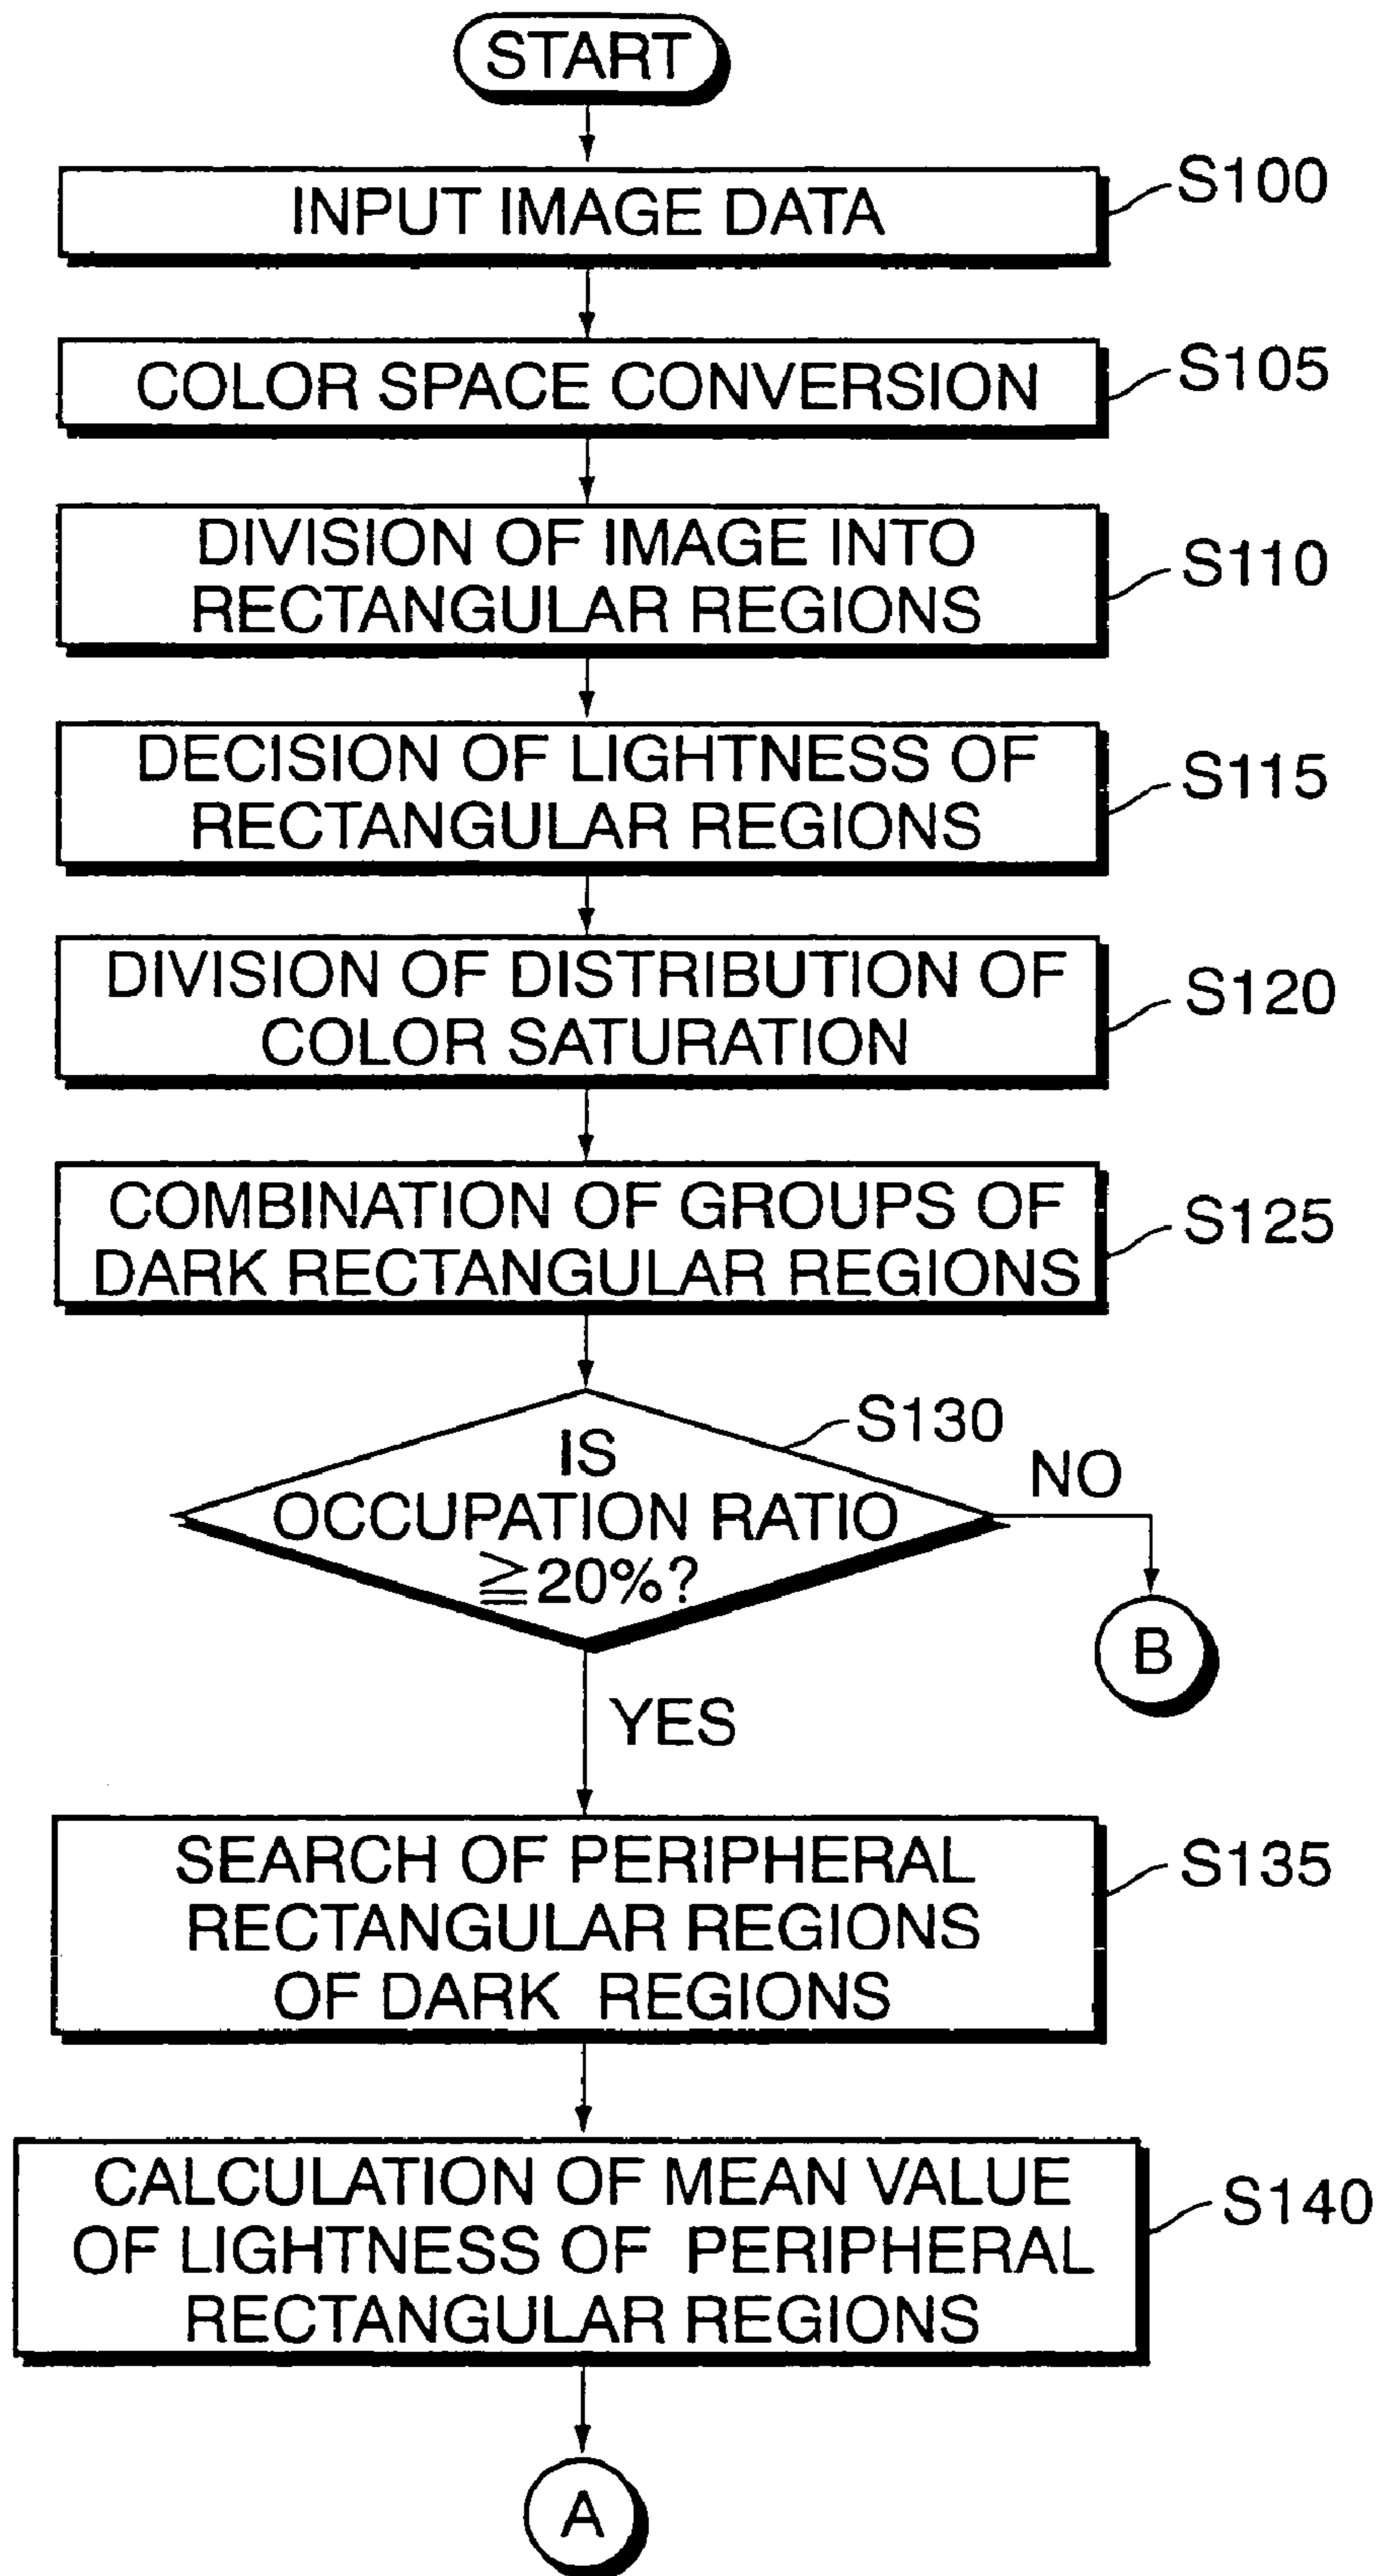 START
INPUT IMAGE DATA
S100
COLOR SPACE CONVERSION
S105
DIVISION OF IMAGE INTO
RECTANGULAR REGIONS
S110
DECISION OF LIGHTNESS OF
RECTANGULAR REGIONS
S115
DIVISION OF DISTRIBUTION OF
COLOR SATURATION
S120
COMBINATION OF GROUPS OF
DARK RECTANGULAR REGIONS
S125
IS
OCCUPATION RATIO
≧20%?
S130
NO
B
YES
SEARCH OF PERIPHERAL
RECTANGULAR REGIONS
OF DARK REGIONS
S135
CALCULATION OF MEAN VALUE
OF LIGHTNESS OF PERIPHERAL
RECTANGULAR REGIONS
S140
A